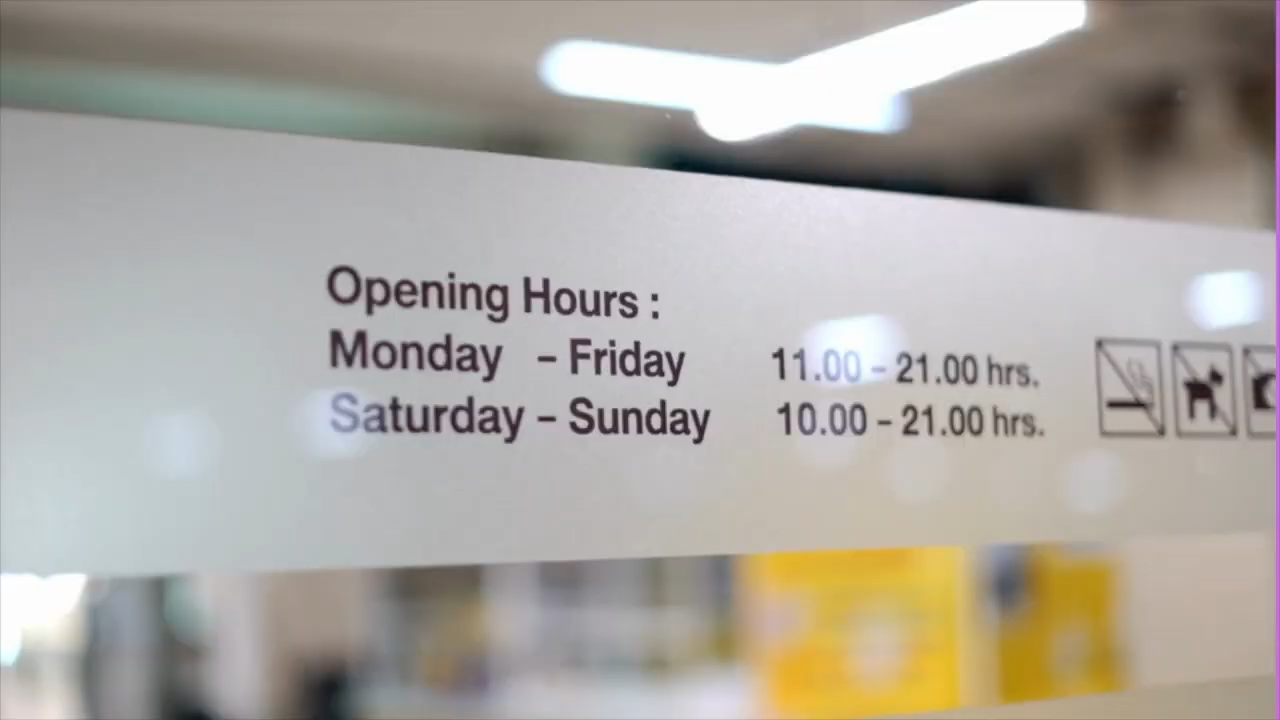 Opening Hours :
Monday – Friday 11.00 – 21.00 hrs.
Saturday – Sunday 10.00 – 21.00 hrs.